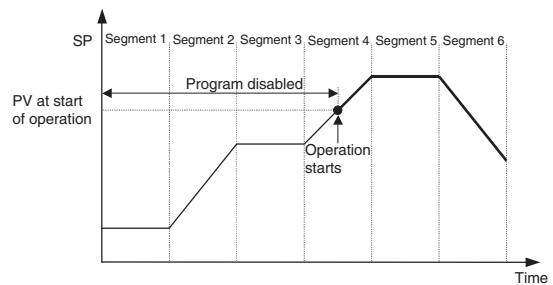 SP
Segment 1 Segment 2 Segment 3 Segment 4 Segment 5 Segment 6
Program disabled
PV at start
of operation
Operation
starts
Time